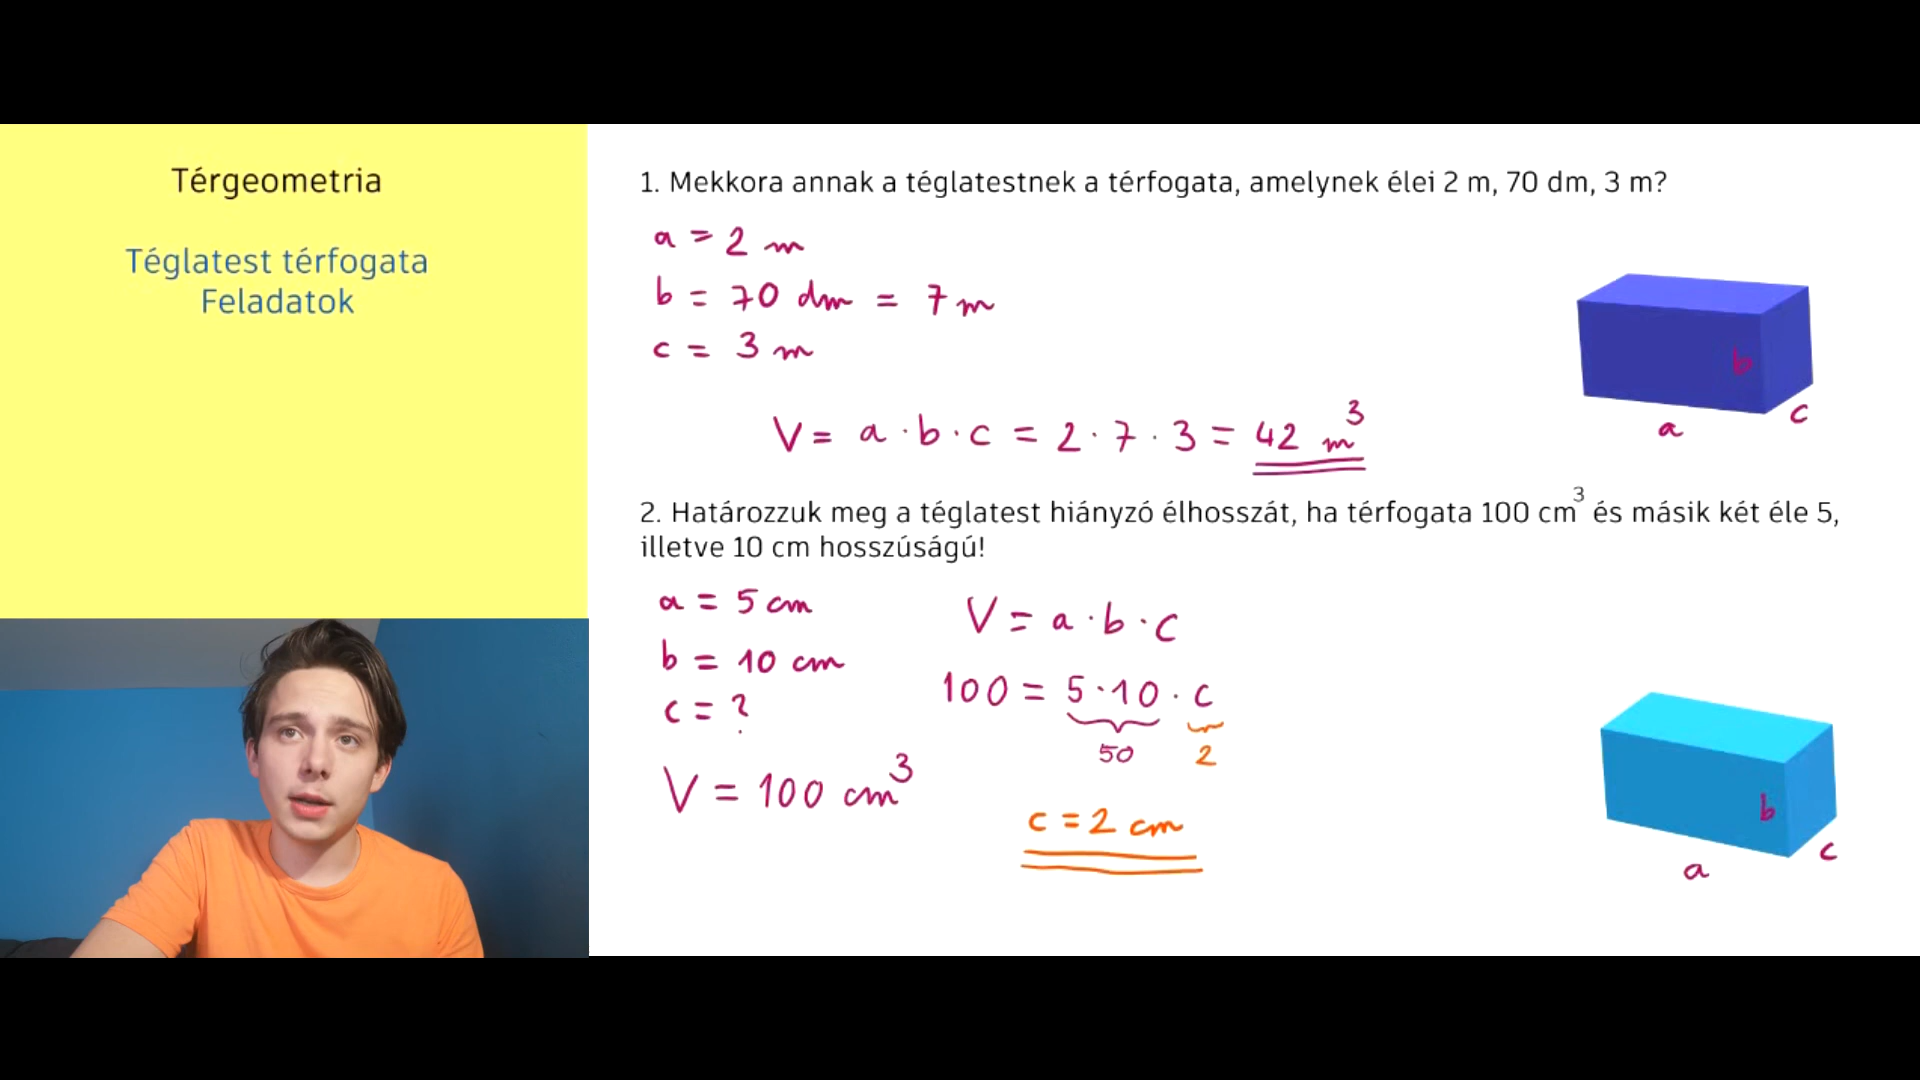 Térgeometria
Téglatest térfogata
Feladatok
1. Mekkora annak a téglatestnek a térfogata, amelynek élei 2 m, 70 dm, 3 m?
a = 2 m
b = 70 dm = 7 m
c = 3 m
V = a · b · c = 2 · 7 · 3 = 42 m³
b
c
a
2. Határozzuk meg a téglatest hiányzó élhosszát, ha térfogata 100 cm³ és másik két éle 5,
illetve 10 cm hosszúságú!
a = 5 cm
b = 10 cm
c = ?
V = 100 cm³
V = a · b · c
100 = 5 · 10 · c
50
2
c = 2 cm
b
c
a